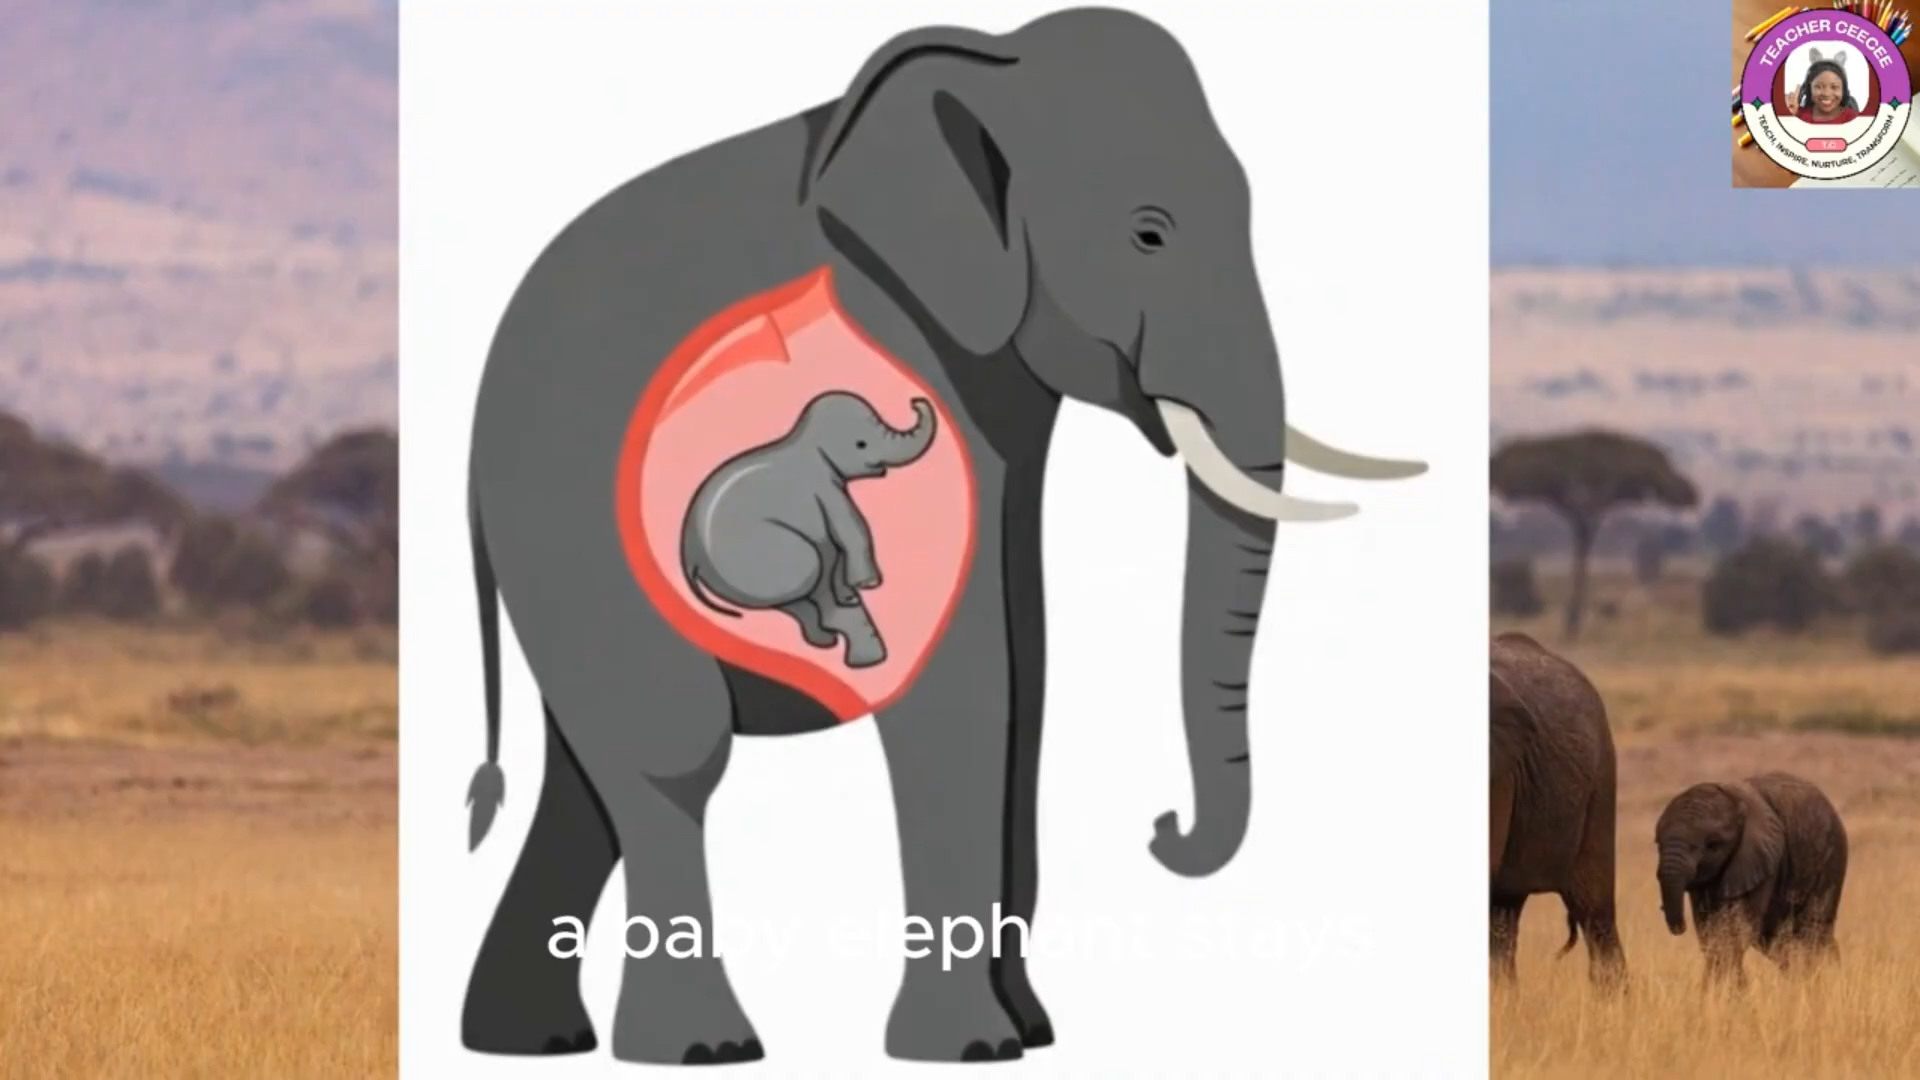 TEACHER CEECEE
T.C
TEACH, INSPIRE, NURTURE, TRANSFORM
a baby elephant stays